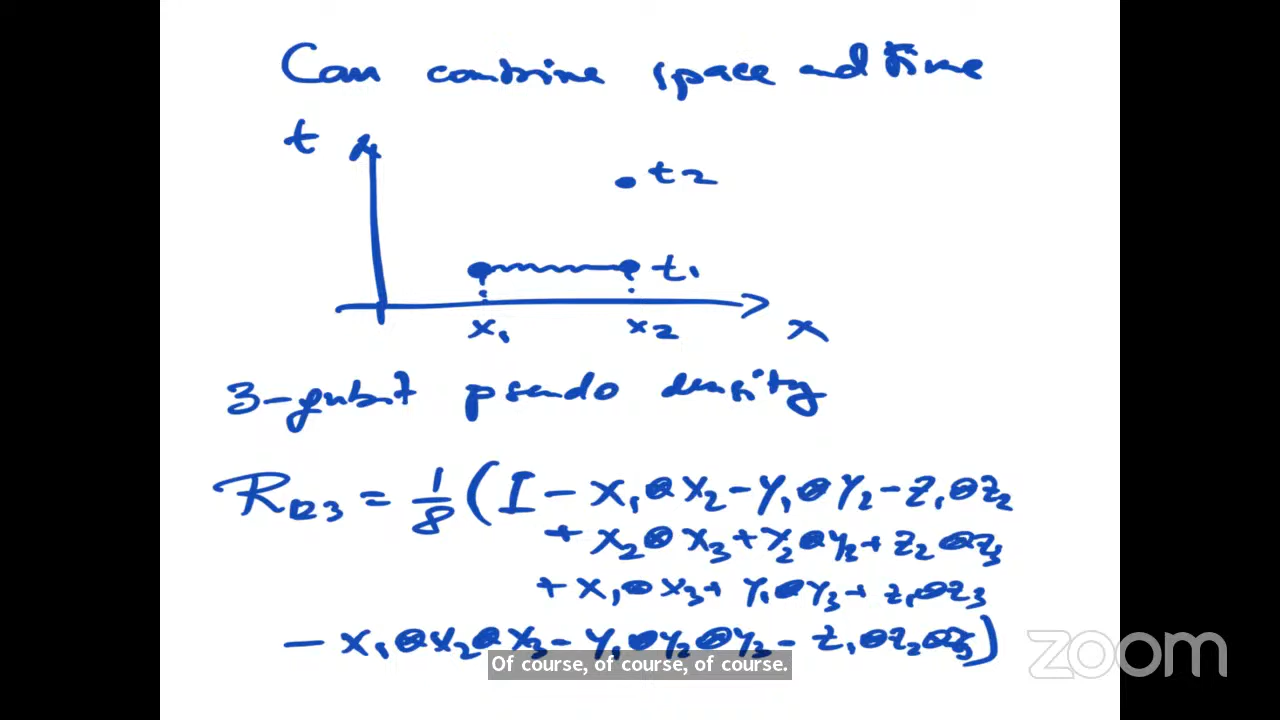 Can combine space and time
t
t2
t1
x1
x2
x
3-qubit pseudo density
R123 = 1/8 (I - X1⊗X2 - Y1⊗Y2 - Z1⊗Z2
+ X2⊗X3 + Y2⊗Y2 + Z2⊗Z3
+ X1⊗X3 + Y1⊗Y3 + Z1⊗Z3
- X1⊗X2⊗X3 - Y1⊗Y2⊗Y3 - Z1⊗Z2⊗Z3)
Of course, of course, of course.
zoom